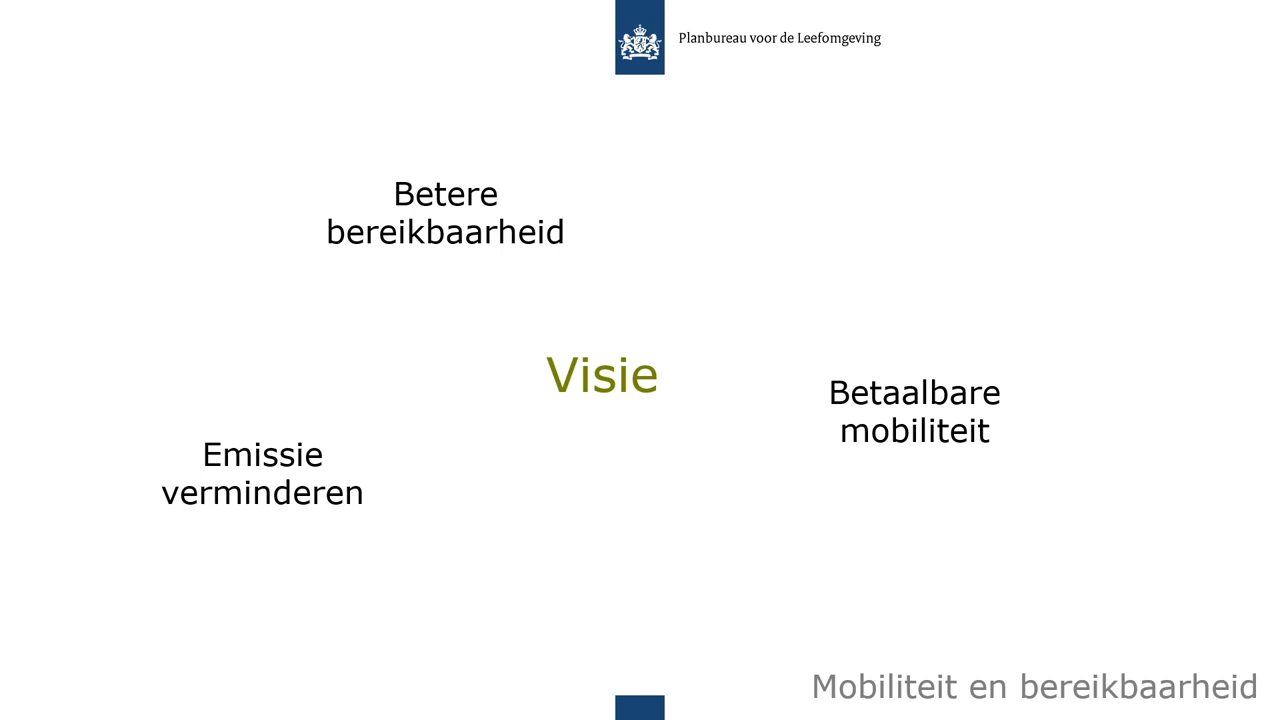 Planbureau voor de Leefomgeving
Betere
bereikbaarheid
Visie
Betaalbare
mobiliteit
Emissie
verminderen
Mobiliteit en bereikbaarheid